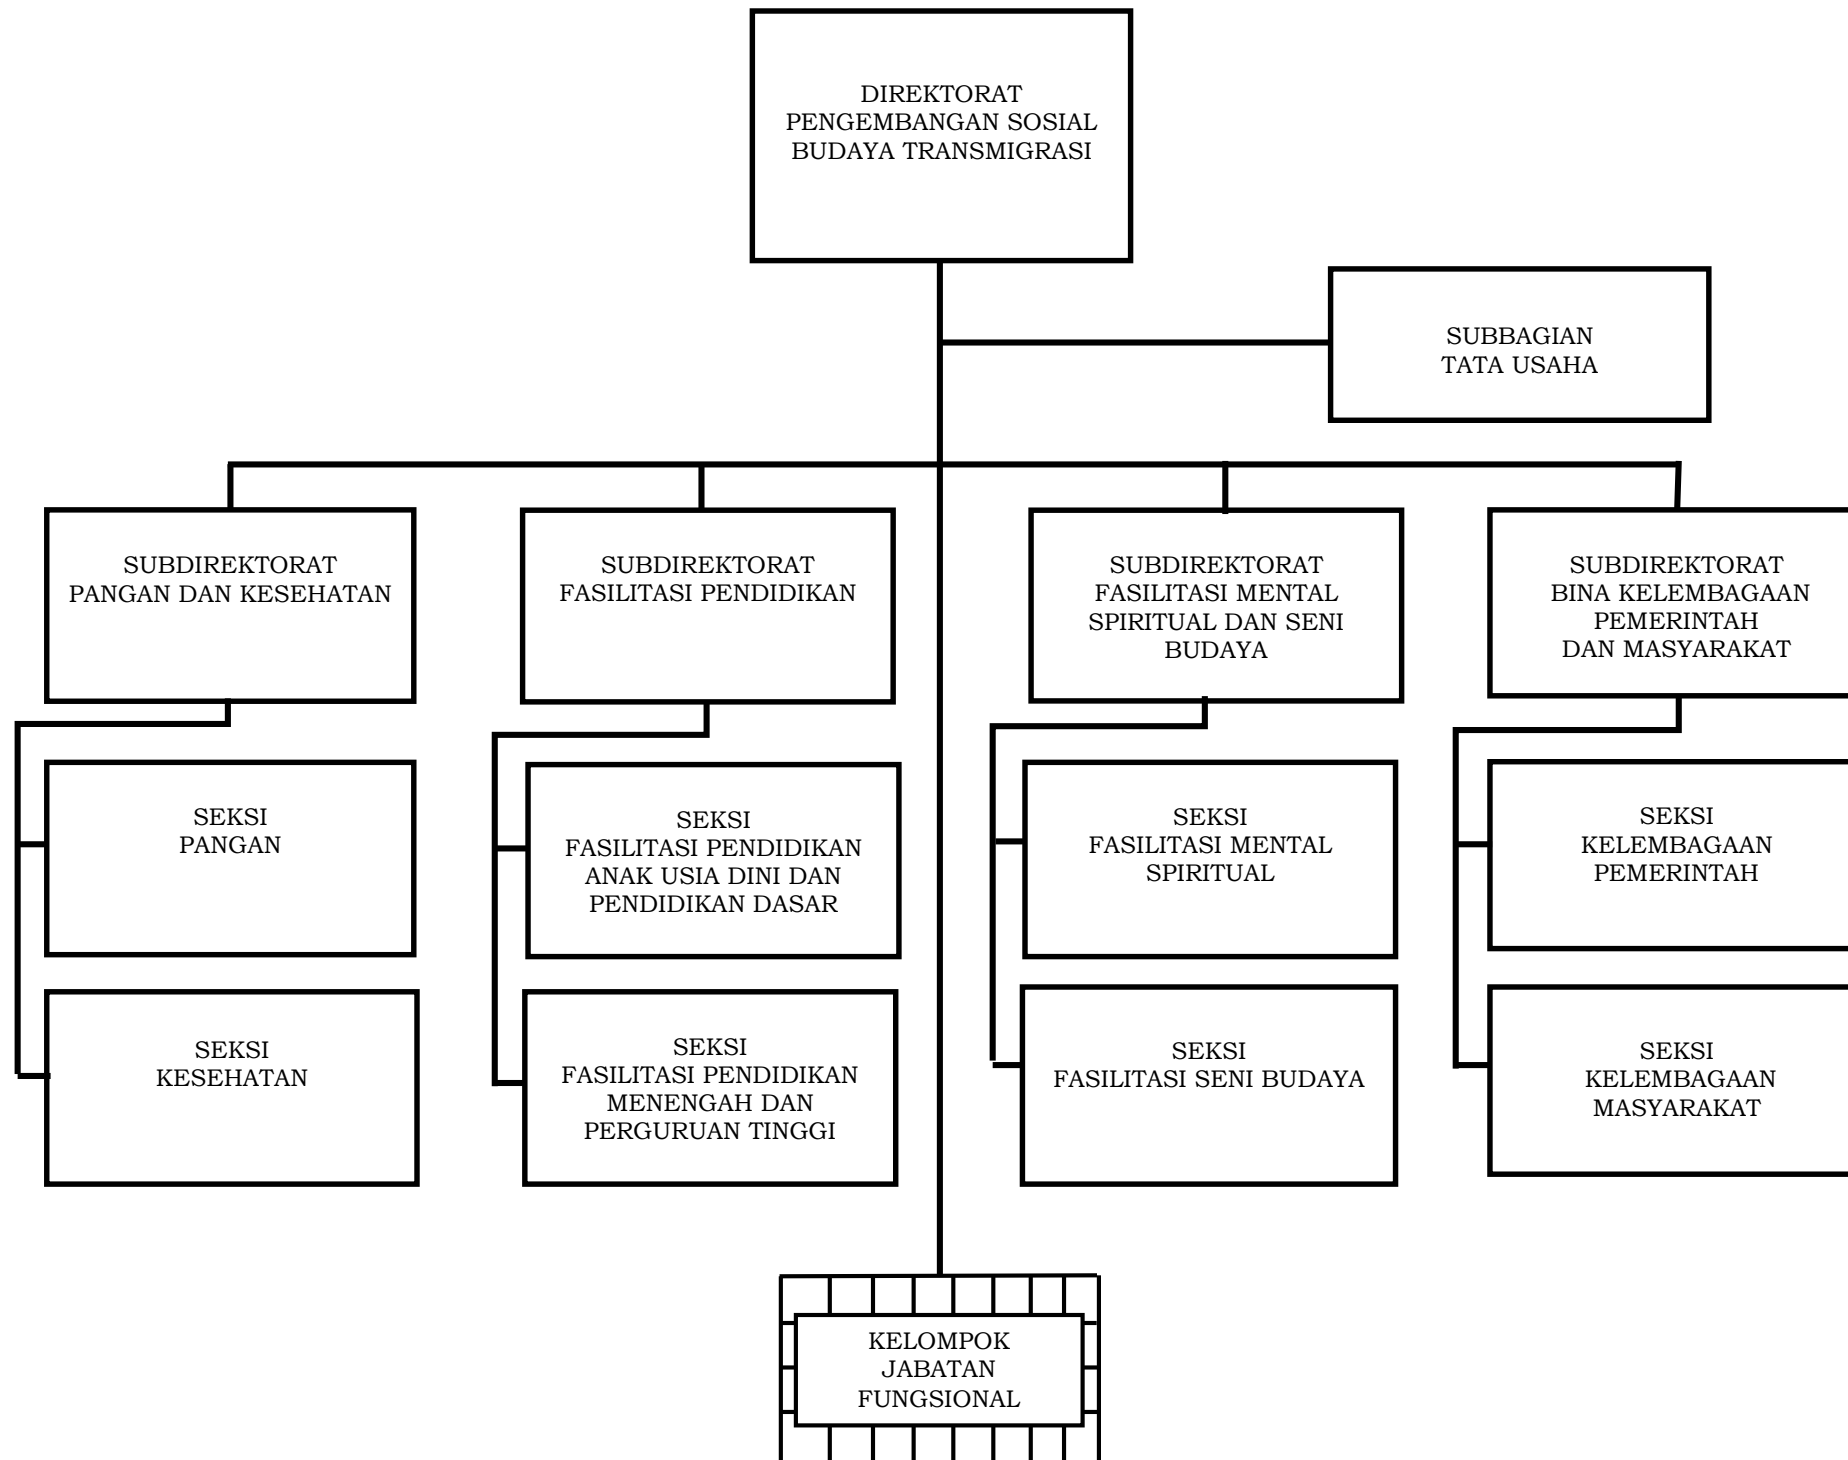 DIREKTORAT
PENGEMBANGAN SOSIAL
BUDAYA TRANSMIGRASI
SUBBAGIAN
TATA USAHA
SUBDIREKTORAT
PANGAN DAN KESEHATAN
SUBDIREKTORAT
FASILITASI PENDIDIKAN
SUBDIREKTORAT
FASILITASI MENTAL
SPIRITUAL DAN SENI
BUDAYA
SUBDIREKTORAT
BINA KELEMBAGAAN
PEMERINTAH
DAN MASYARAKAT
SEKSI
PANGAN
SEKSI
FASILITASI PENDIDIKAN
ANAK USIA DINI DAN
PENDIDIKAN DASAR
SEKSI
FASILITASI MENTAL
SPIRITUAL
SEKSI
KELEMBAGAAN
PEMERINTAH
SEKSI
KESEHATAN
SEKSI
FASILITASI PENDIDIKAN
MENENGAH DAN
PERGURUAN TINGGI
SEKSI
FASILITASI SENI BUDAYA
SEKSI
KELEMBAGAAN
MASYARAKAT
KELOMPOK
JABATAN
FUNGSIONAL